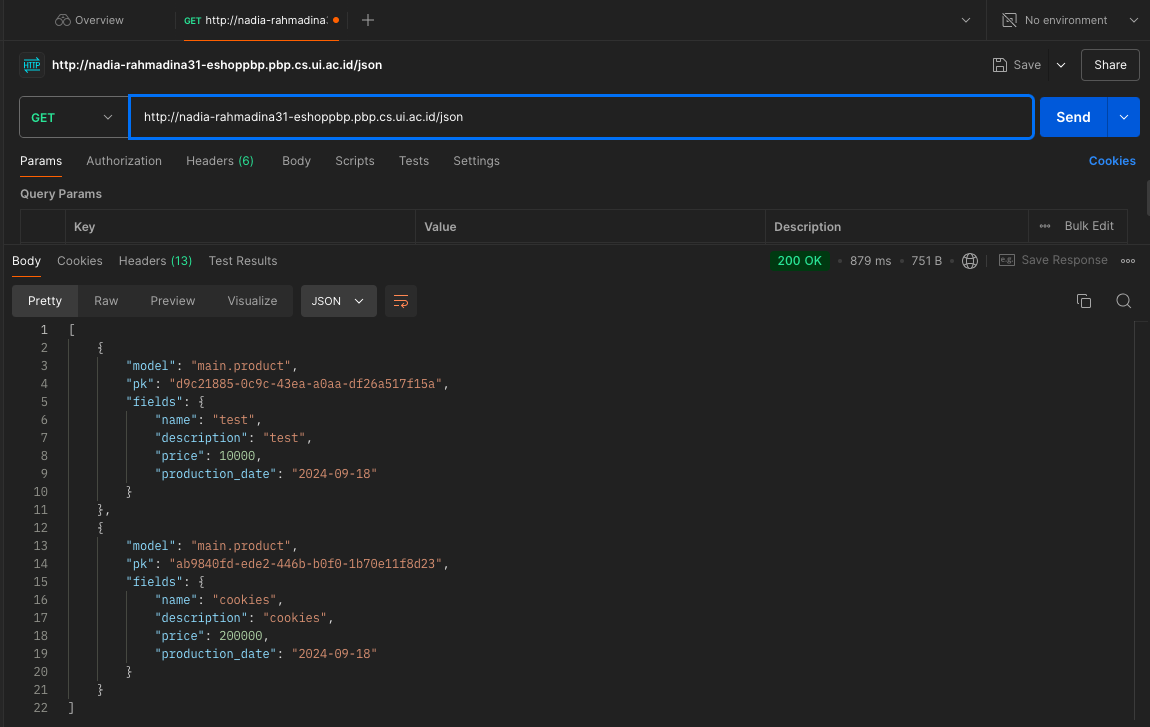 Overview
GET http://nadia-rahmadina3
No environment
HTTP http://nadia-rahmadina31-eshoppbp.pbp.cs.ui.ac.id/json
Save
Share
GET
http://nadia-rahmadina31-eshoppbp.pbp.cs.ui.ac.id/json
Send
Params Authorization Headers (6) Body Scripts Tests Settings Cookies
Query Params
Key Value Description Bulk Edit
Body Cookies Headers (13) Test Results 200 OK 879 ms 751 B e.g. Save Response
Pretty Raw Preview Visualize JSON
1 [
2 {
3 "model": "main.product",
4 "pk": "d9c21885-0c9c-43ea-a0aa-df26a517f15a",
5 "fields": {
6 "name": "test",
7 "description": "test",
8 "price": 10000,
9 "production_date": "2024-09-18"
10 }
11 },
12 {
13 "model": "main.product",
14 "pk": "ab9840fd-ede2-446b-b0f0-1b70e11f8d23",
15 "fields": {
16 "name": "cookies",
17 "description": "cookies",
18 "price": 200000,
19 "production_date": "2024-09-18"
20 }
21 }
22 ]